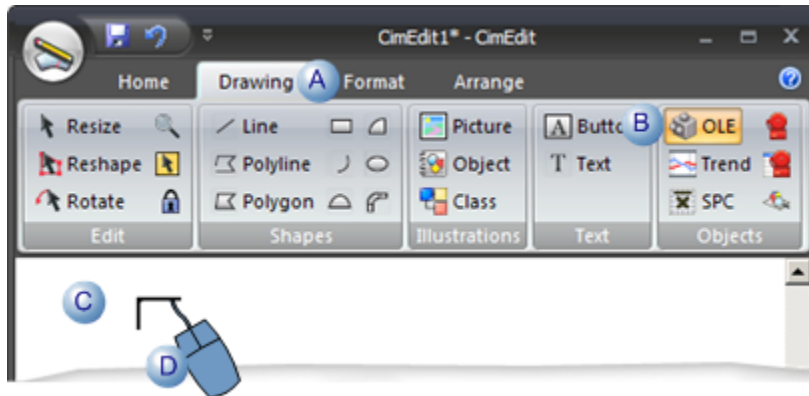 CimEdit1* - CimEdit
Home Drawing A Format Arrange
Resize Line Picture A B OLE
Reshape Polyline Object T Text Trend
Rotate Polygon Class SPC
Edit Shapes Illustrations Text Objects
C
D